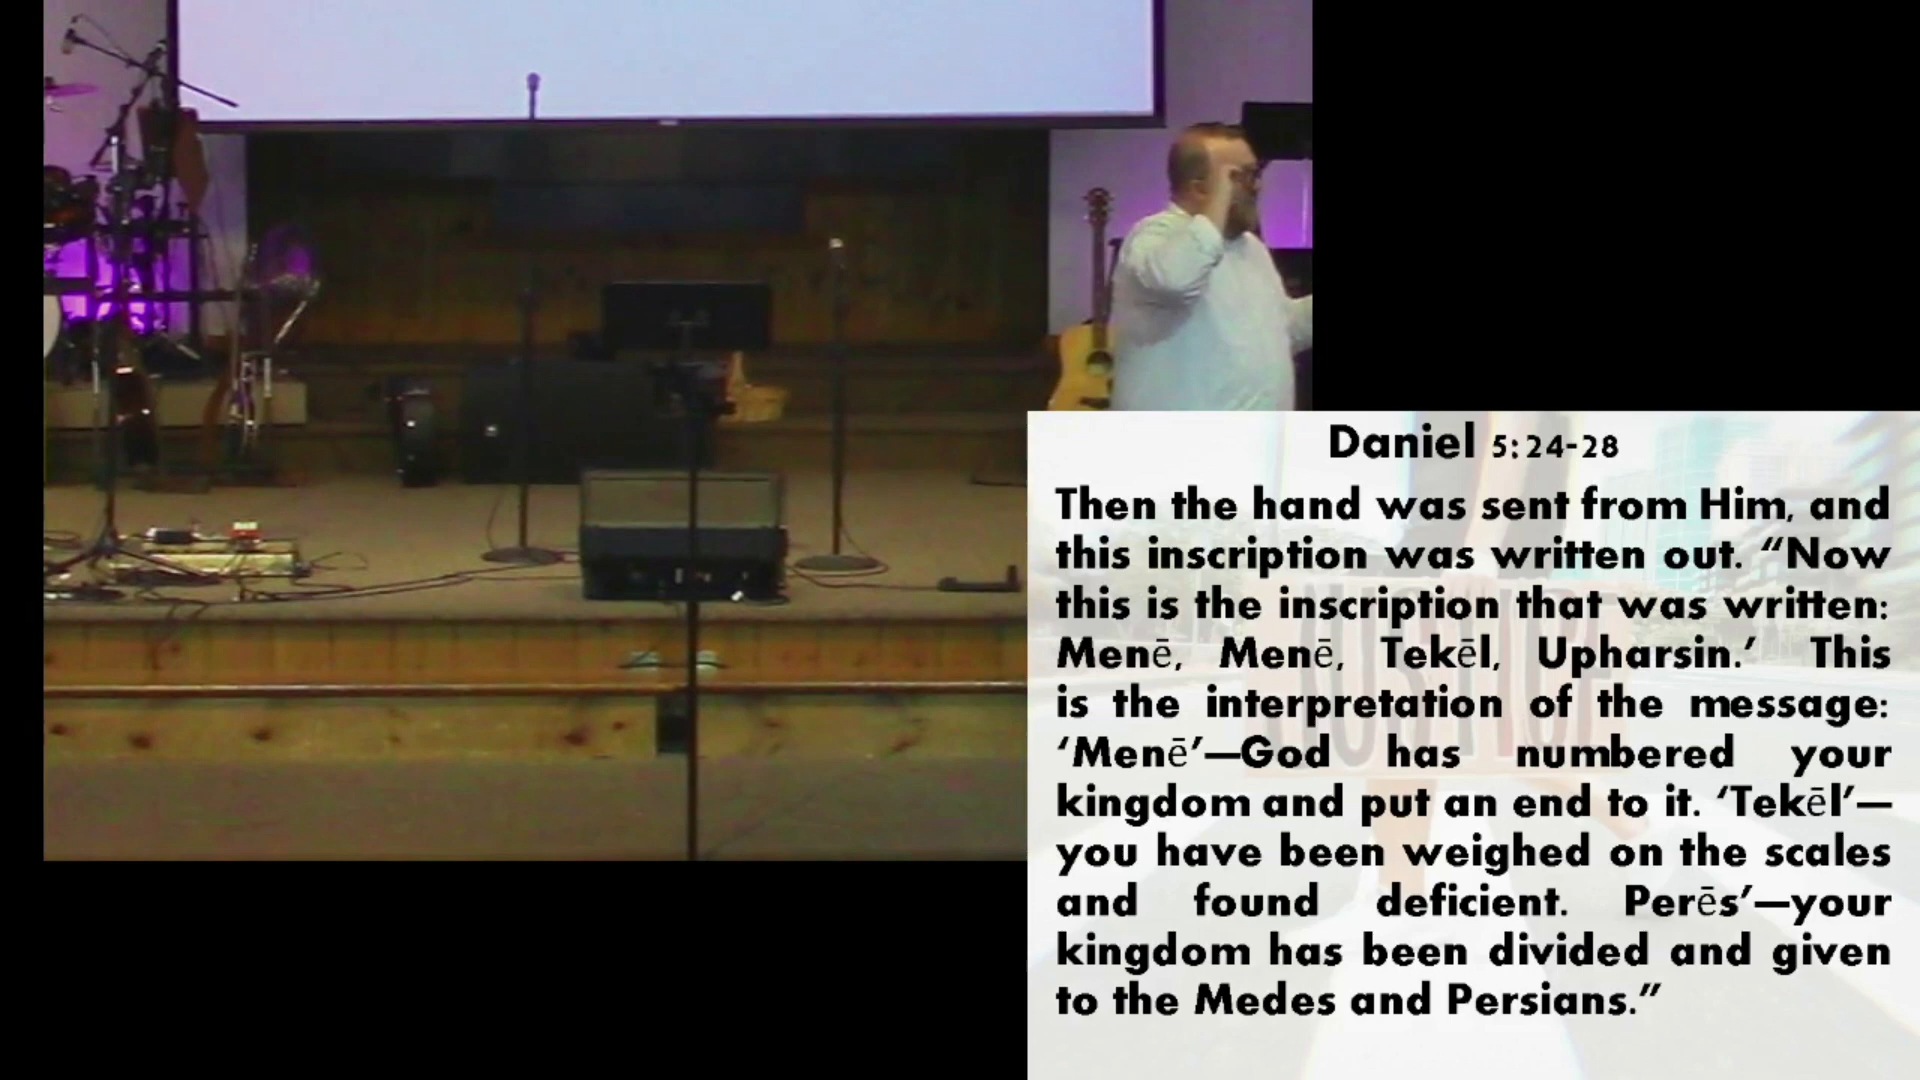 Daniel 5:24-28
Then the hand was sent from Him, and
this inscription was written out. “Now
this is the inscription that was written:
Menē, Menē, Tekēl, Upharsin.’ This
is the interpretation of the message:
‘Menē’—God has numbered your
kingdom and put an end to it. ‘Tekēl’—
you have been weighed on the scales
and found deficient. Perēs’—your
kingdom has been divided and given
to the Medes and Persians.”
JUSTICE